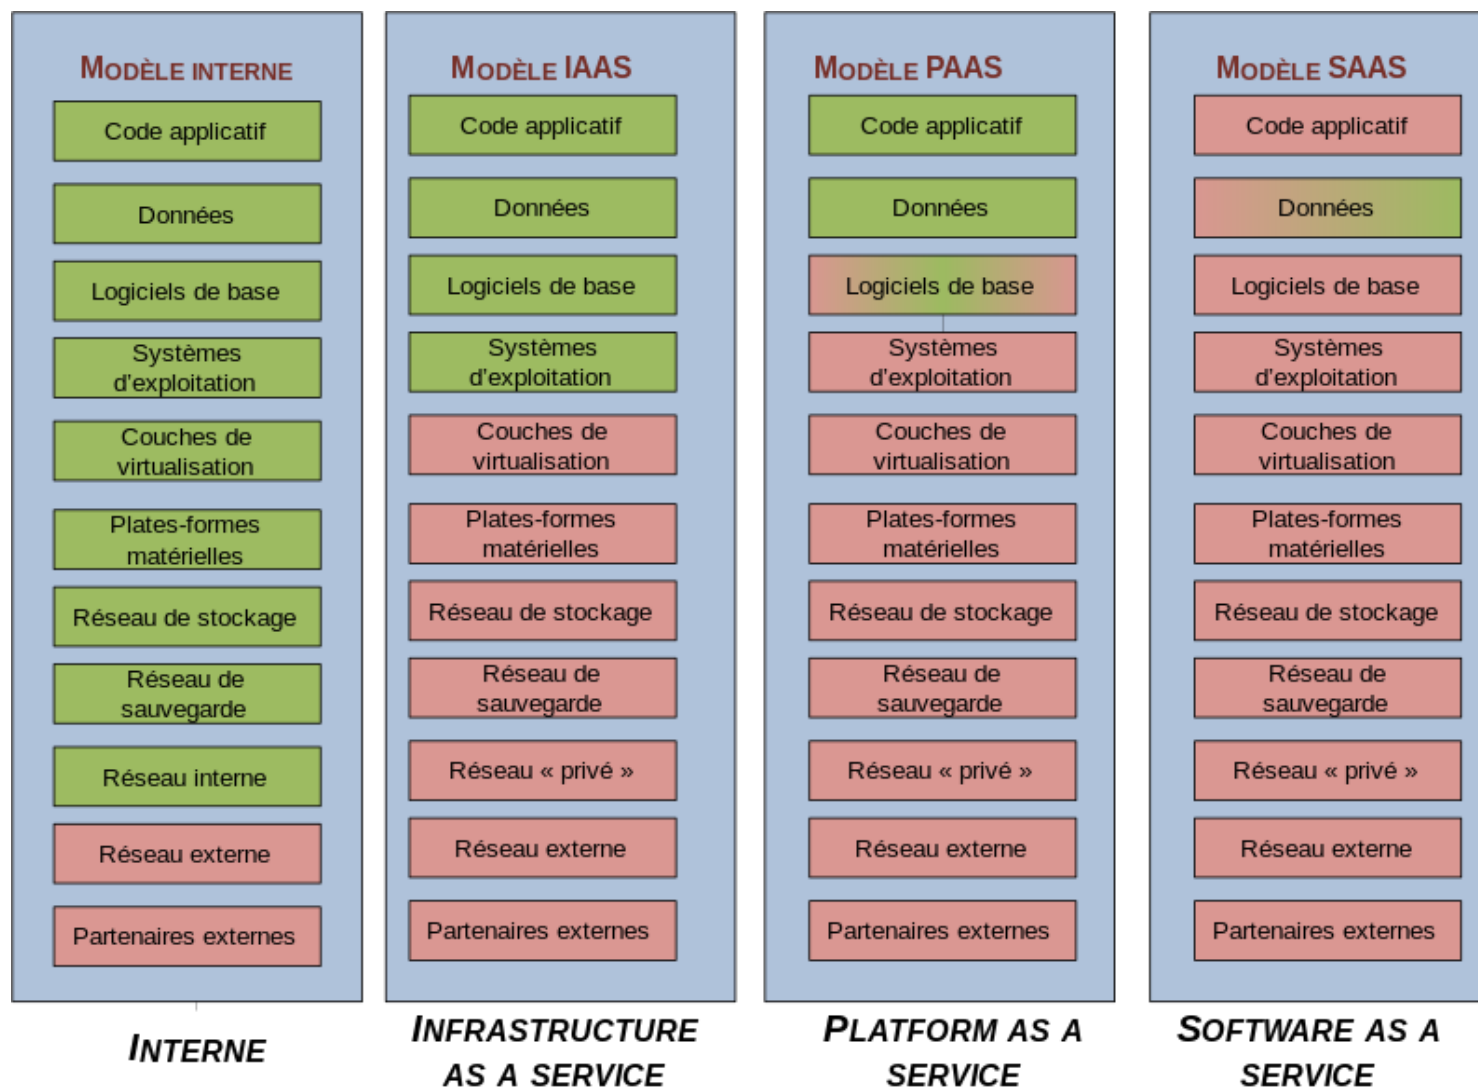 MODÈLE INTERNE
Code applicatif
Données
Logiciels de base
Systèmes
d'exploitation
Couches de
virtualisation
Plates-formes
matérielles
Réseau de stockage
Réseau de
sauvegarde
Réseau interne
Réseau externe
Partenaires externes
INTERNE
MODÈLE IAAS
Code applicatif
Données
Logiciels de base
Systèmes
d'exploitation
Couches de
virtualisation
Plates-formes
matérielles
Réseau de stockage
Réseau de
sauvegarde
Réseau « privé »
Réseau externe
Partenaires externes
INFRASTRUCTURE
AS A SERVICE
MODÈLE PAAS
Code applicatif
Données
Logiciels de base
Systèmes
d'exploitation
Couches de
virtualisation
Plates-formes
matérielles
Réseau de stockage
Réseau de
sauvegarde
Réseau « privé »
Réseau externe
Partenaires externes
PLATFORM AS A
SERVICE
MODÈLE SAAS
Code applicatif
Données
Logiciels de base
Systèmes
d'exploitation
Couches de
virtualisation
Plates-formes
matérielles
Réseau de stockage
Réseau de
sauvegarde
Réseau « privé »
Réseau externe
Partenaires externes
SOFTWARE AS A
SERVICE